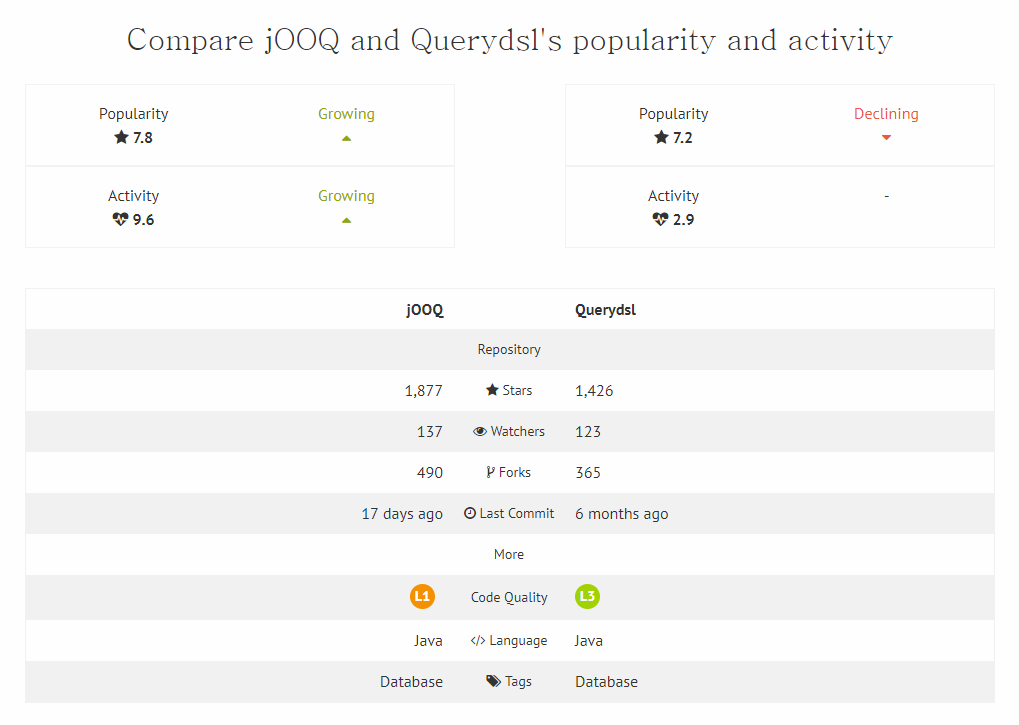 Compare jOOQ and Querydsl's popularity and activity
Popularity Growing
7.8
Activity Growing
9.6
Popularity Declining
7.2
Activity -
2.9
jOOQ Querydsl
Repository
1,877 Stars 1,426
137 Watchers 123
490 Forks 365
17 days ago Last Commit 6 months ago
More
L1 Code Quality L3
Java </> Language Java
Database Tags Database